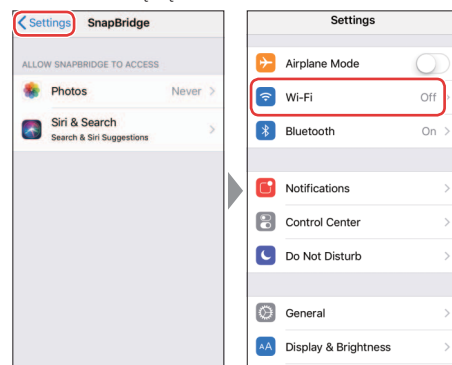 Settings SnapBridge
ALLOW SNAPBRIDGE TO ACCESS
Photos Never
Siri & Search
Search & Siri Suggestions
Settings
Airplane Mode
Wi-Fi Off
Bluetooth On
Notifications
Control Center
Do Not Disturb
General
AA Display & Brightness